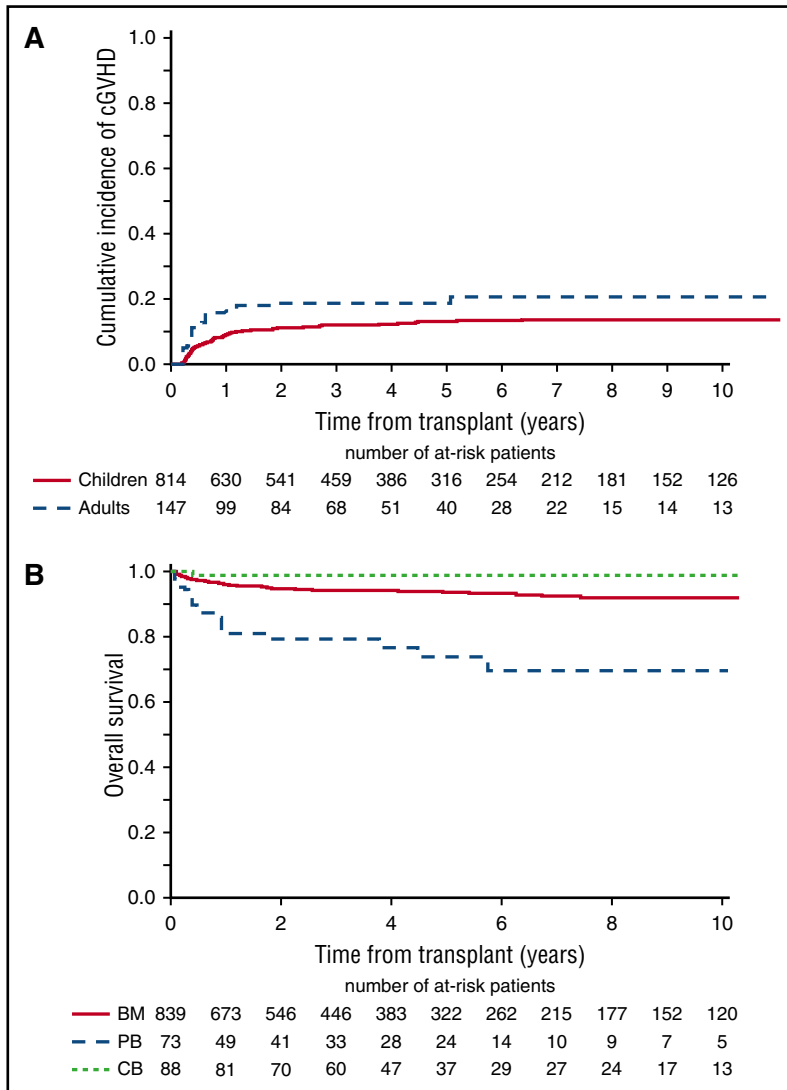 A
Cumulative incidence of cGVHD
1.0
0.8
0.6
0.4
0.2
0.0
0 1 2 3 4 5 6 7 8 9 10
Time from transplant (years)
number of at-risk patients
Children 814 630 541 459 386 316 254 212 181 152 126
Adults 147 99 84 68 51 40 28 22 15 14 13
B
Overall survival
1.0
0.8
0.6
0.4
0.2
0.0
0 2 4 6 8 10
Time from transplant (years)
number of at-risk patients
BM 839 673 546 446 383 322 262 215 177 152 120
PB 73 49 41 33 28 24 14 10 9 7 5
CB 88 81 70 60 47 37 29 27 24 17 13